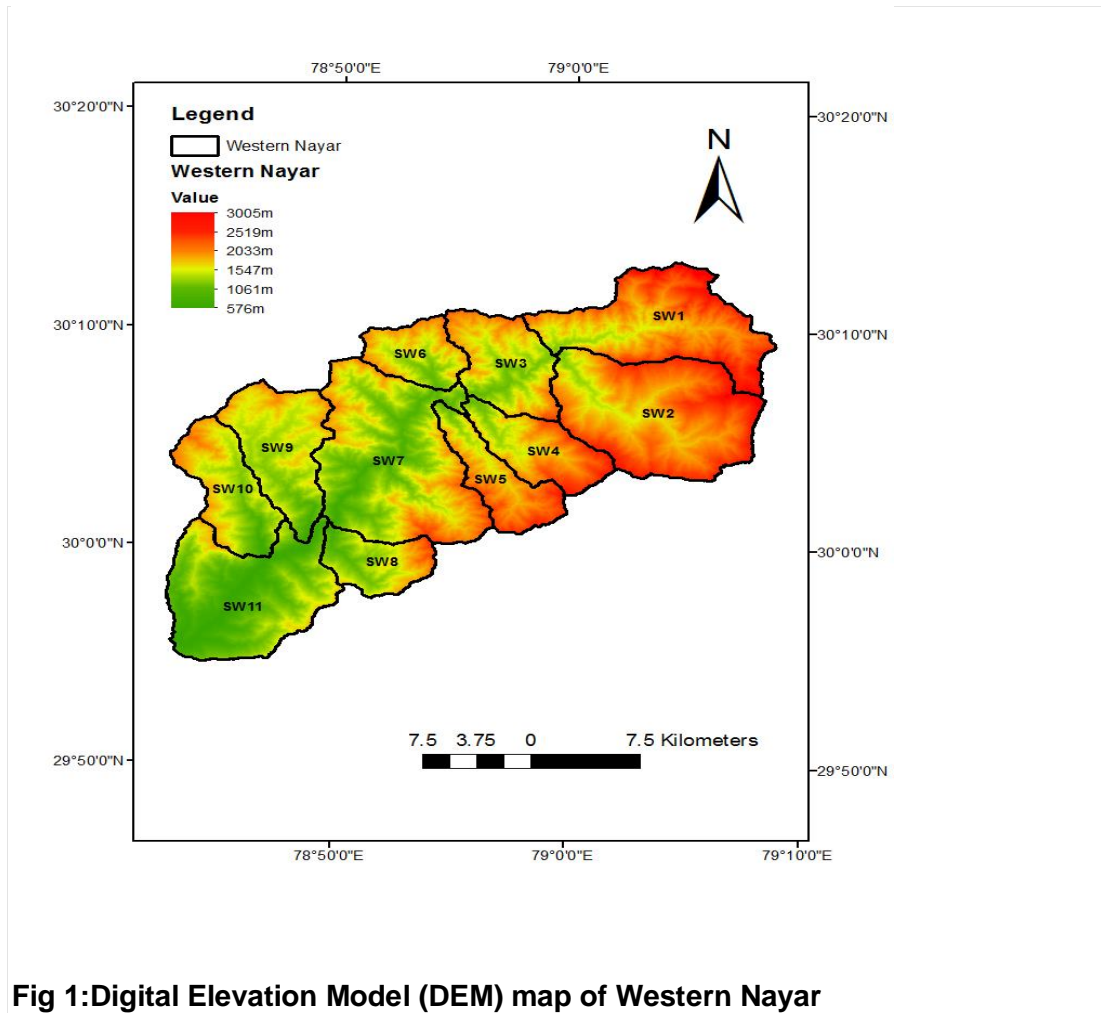 78°50'0"E 79°0'0"E
30°20'0"N 30°20'0"N
Legend
Western Nayar
Western Nayar
Value
3005m
2519m
2033m
1547m
1061m
576m
N
30°10'0"N 30°10'0"N
SW1
SW6
SW3
SW2
SW9
SW4
SW7
SW5
SW10
30°0'0"N 30°0'0"N
SW8
SW11
7.5 3.75 0 7.5 Kilometers
29°50'0"N 29°50'0"N
78°50'0"E 79°0'0"E 79°10'0"E
Fig 1:Digital Elevation Model (DEM) map of Western Nayar